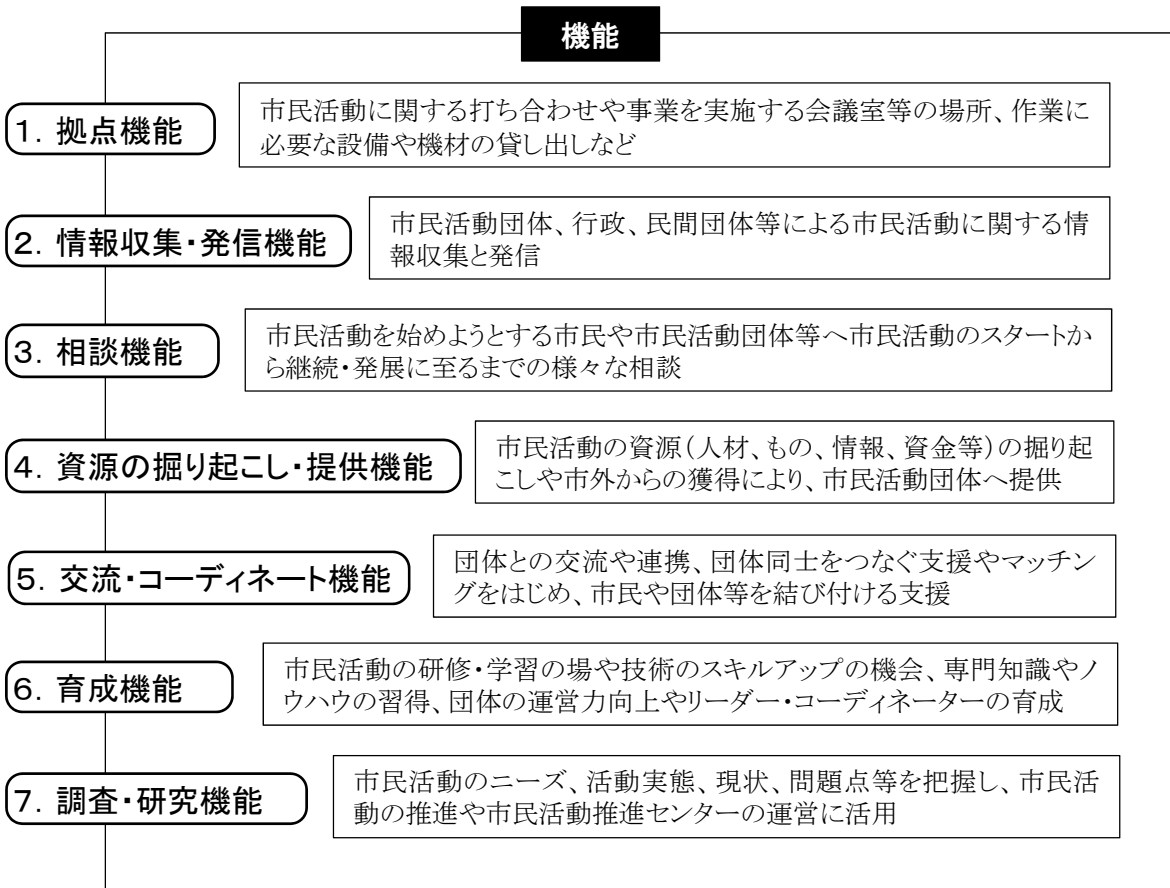 機能
1．拠点機能
市民活動に関する打ち合わせや事業を実施する会議室等の場所、作業に
必要な設備や機材の貸し出しなど
2．情報収集・発信機能
市民活動団体、行政、民間団体等による市民活動に関する情
報収集と発信
3．相談機能
市民活動を始めようとする市民や市民活動団体等へ市民活動のスタートか
ら継続・発展に至るまでの様々な相談
4．資源の掘り起こし・提供機能
市民活動の資源（人材、もの、情報、資金等）の掘り起
こしや市外からの獲得により、市民活動団体へ提供
5．交流・コーディネート機能
団体との交流や連携、団体同士をつなぐ支援やマッチン
グをはじめ、市民や団体等を結び付ける支援
6．育成機能
市民活動の研修・学習の場や技術のスキルアップの機会、専門知識やノ
ウハウの習得、団体の運営力向上やリーダー・コーディネーターの育成
7．調査・研究機能
市民活動のニーズ、活動実態、現状、問題点等を把握し、市民活
動の推進や市民活動推進センターの運営に活用